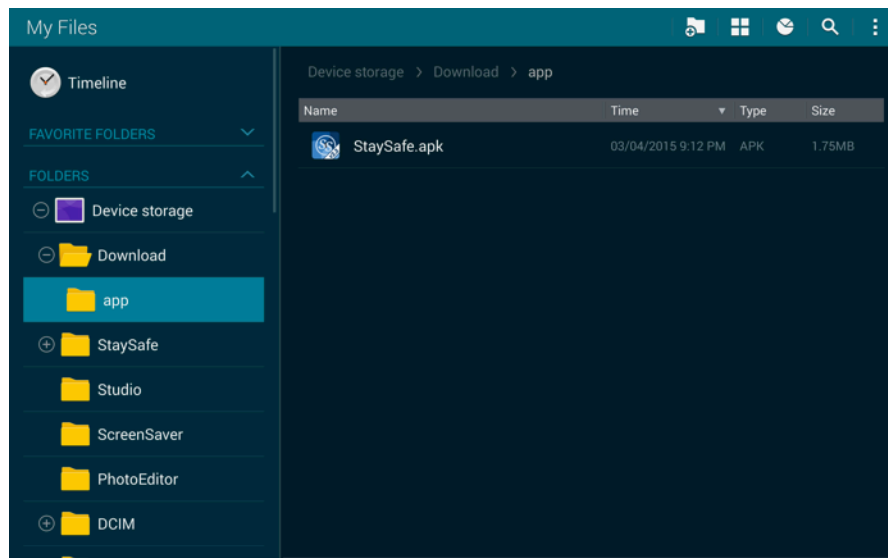 My Files
Timeline
FAVORITE FOLDERS
FOLDERS
Device storage
Download
app
StaySafe
Studio
ScreenSaver
PhotoEditor
DCIM
Device storage > Download > app
Name Time Type Size
SS StaySafe.apk 03/04/2015 9:12 PM APK 1.75MB